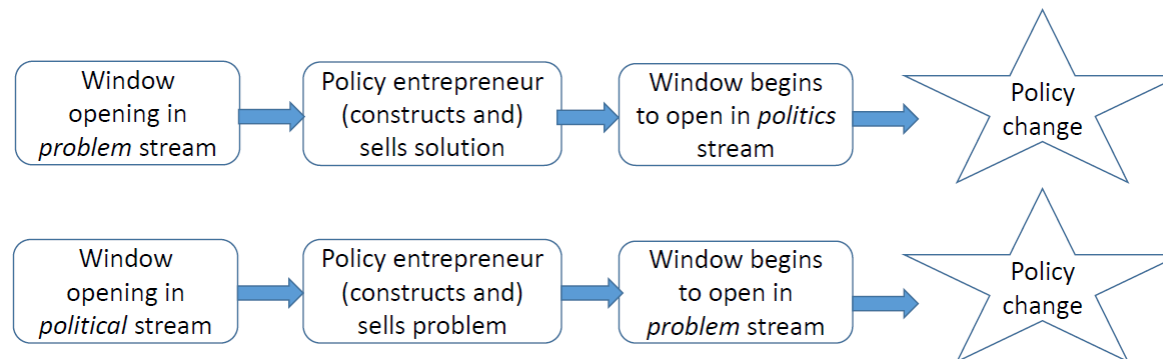 Window
opening in
problem stream
Policy entrepreneur
(constructs and)
sells solution
Window begins
to open in politics
stream
Policy
change
Window
opening in
political stream
Policy entrepreneur
(constructs and)
sells problem
Window begins
to open in
problem stream
Policy
change